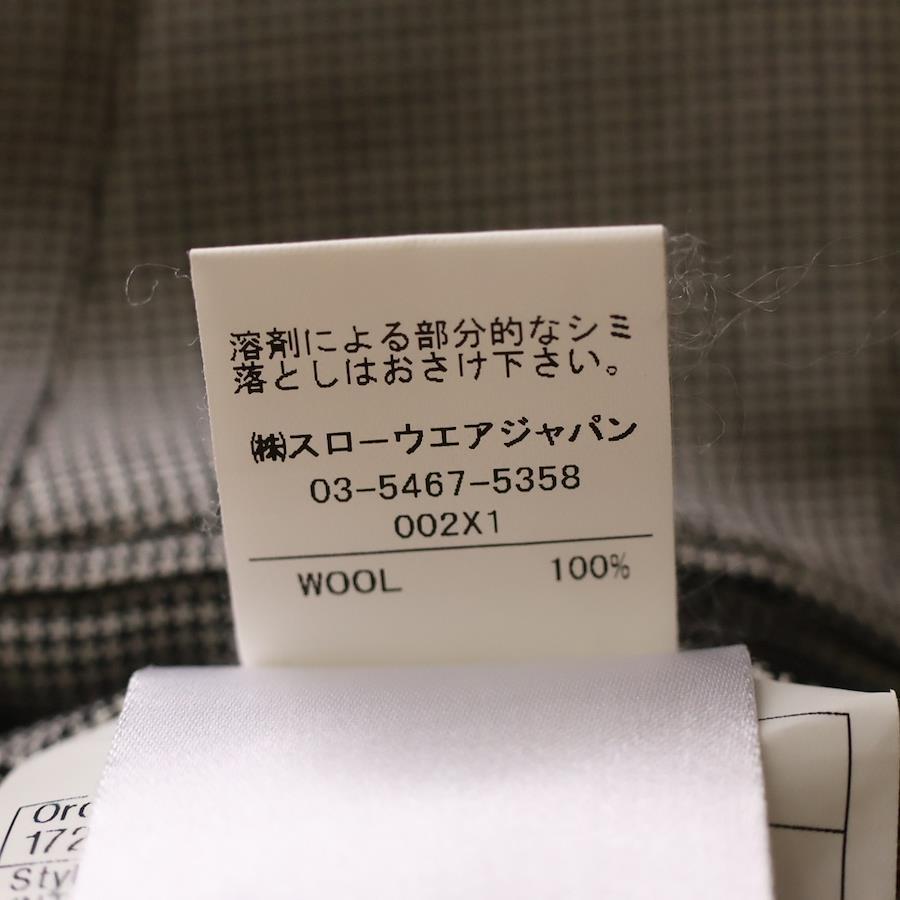 溶剤による部分的なシミ
落としはおさけ下さい。
㈱スローウエアジャパン
03-5467-5358
002X1
WOOL 100%
172